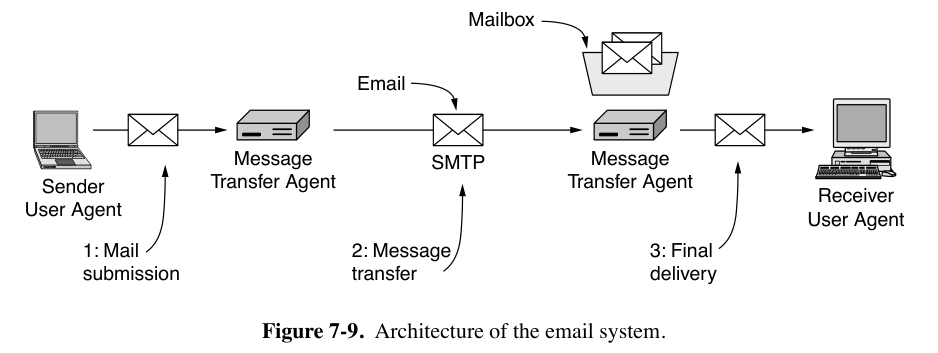 Mailbox
Email
SMTP
Message
Transfer Agent
Message
Transfer Agent
Sender
User Agent
Receiver
User Agent
1: Mail
submission
2: Message
transfer
3: Final
delivery
Figure 7-9. Architecture of the email system.